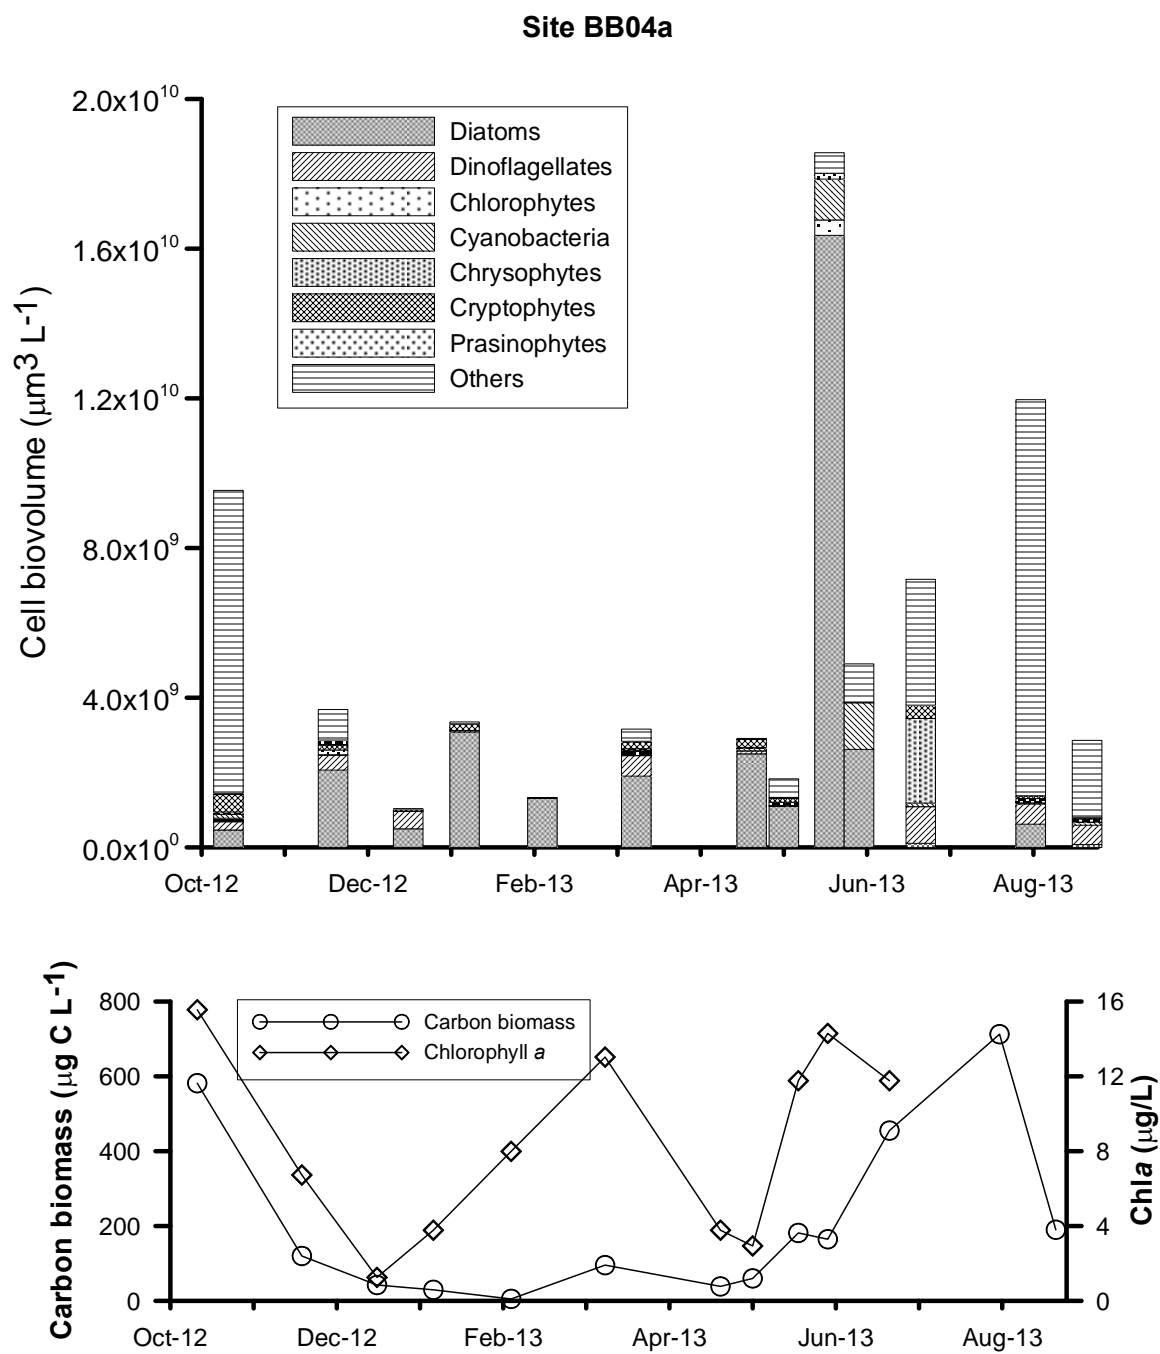 Site BB04a
2.0x10^10
1.6x10^10
1.2x10^10
8.0x10^9
4.0x10^9
0.0x10^0
Cell biovolume (μm3 L-1)
Diatoms
Dinoflagellates
Chlorophytes
Cyanobacteria
Chrysophytes
Cryptophytes
Prasinophytes
Others
Oct-12 Dec-12 Feb-13 Apr-13 Jun-13 Aug-13
Carbon biomass (μg C L-1)
800
600
400
200
0
Carbon biomass
Chlorophyll a
16
12
8
4
0
Chla (μg/L)
Oct-12 Dec-12 Feb-13 Apr-13 Jun-13 Aug-13